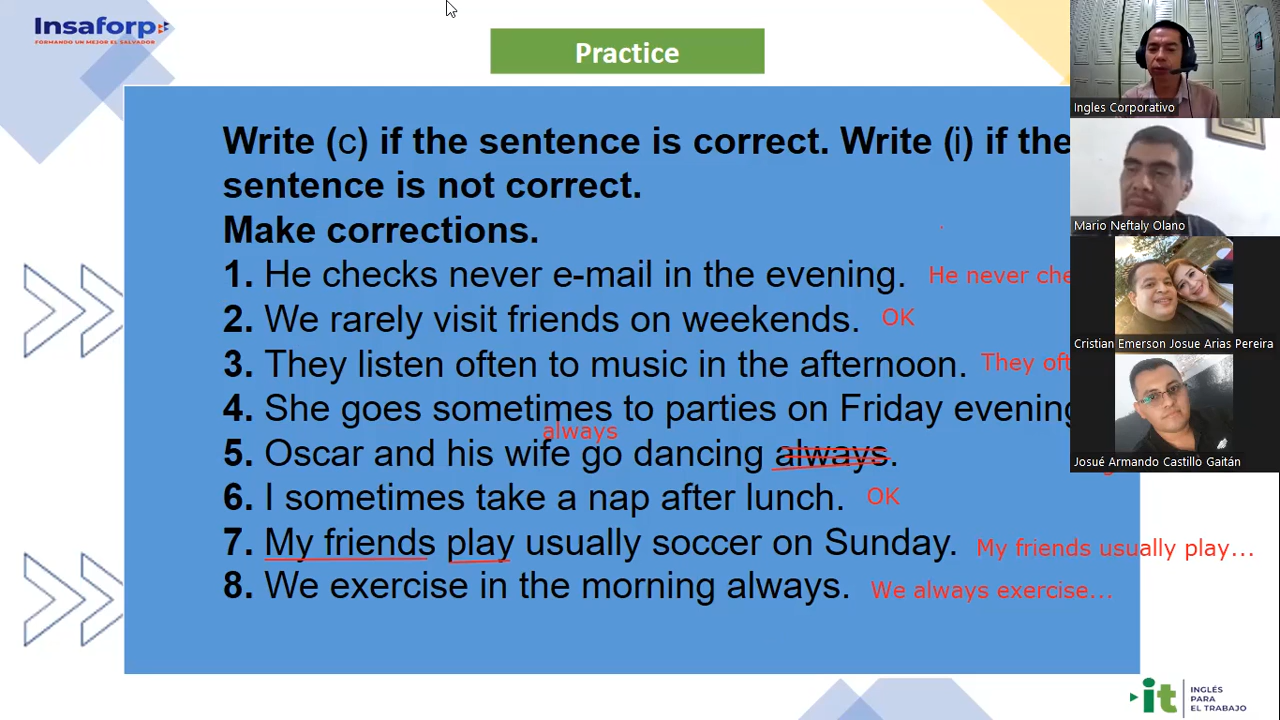 Insaforp
FORMANDO UN MEJOR EL SALVADOR
Practice
Write (c) if the sentence is correct. Write (i) if the
sentence is not correct.
Make corrections.
1. He checks never e-mail in the evening. He never che
2. We rarely visit friends on weekends. OK
3. They listen often to music in the afternoon. They oft
4. She goes sometimes to parties on Friday evening
always
5. Oscar and his wife go dancing always.
6. I sometimes take a nap after lunch. OK
7. My friends play usually soccer on Sunday. My friends usually play...
8. We exercise in the morning always. We always exercise...
Ingles Corporativo
Mario Neftaly Olano
Cristian Emerson Josue Arias Pereira
Josué Armando Castillo Gaitán
it INGLÉS
PARA
EL TRABAJO